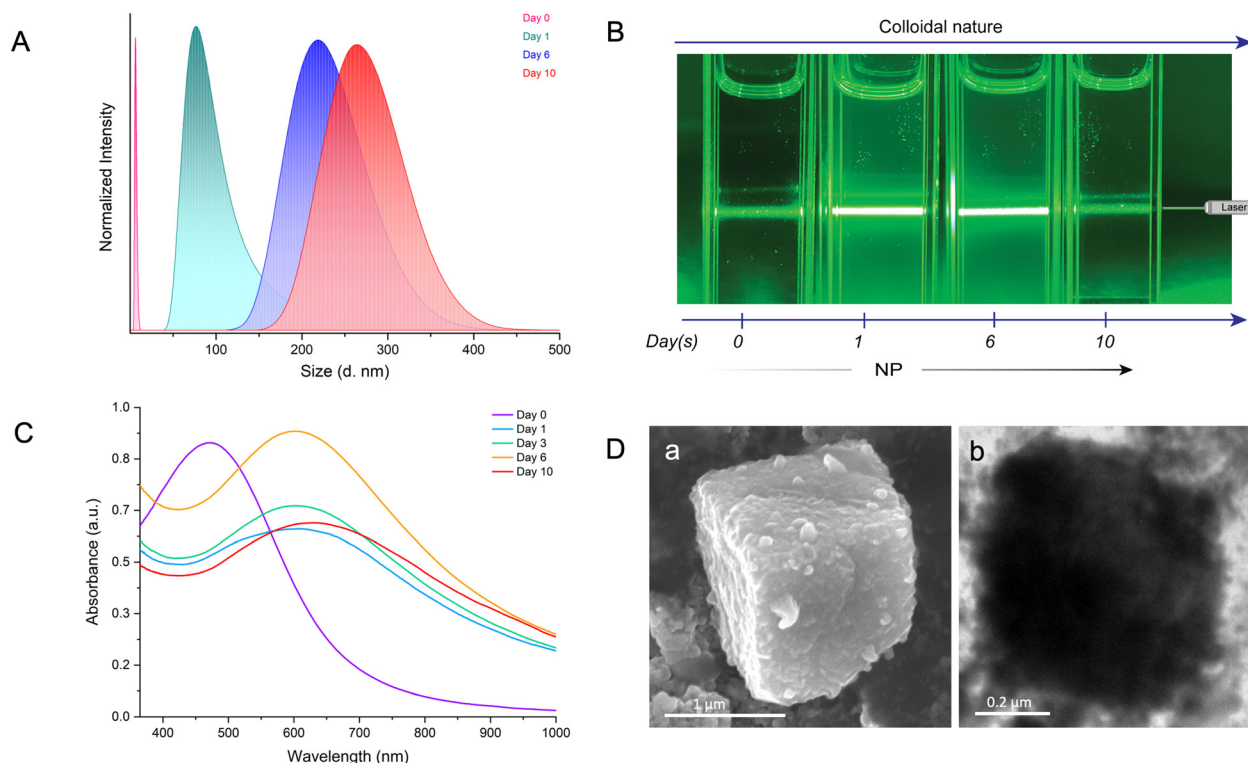 A
Day 0
Day 1
Day 6
Day 10
Normalized Intensity
100
200
300
400
500
Size (d. nm)
B
Colloidal nature
Laser
Day(s)
0
1
6
10
NP
C
Day 0
Day 1
Day 3
Day 6
Day 10
1.0
0.8
0.7
0.5
0.3
0.2
0.0
Absorbance (a.u.)
400
500
600
700
800
900
1000
Wavelength (nm)
D
a
1 µm
b
0.2 µm